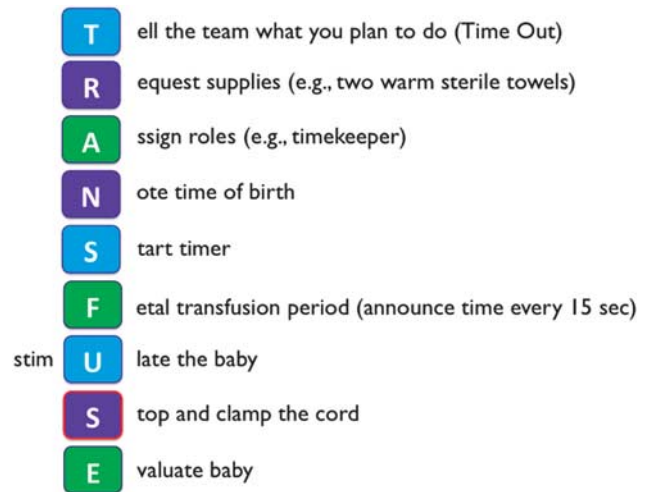 T ell the team what you plan to do (Time Out)
R equest supplies (e.g., two warm sterile towels)
A ssign roles (e.g., timekeeper)
N ote time of birth
S tart timer
F etal transfusion period (announce time every 15 sec)
stim U late the baby
S top and clamp the cord
E valuate baby